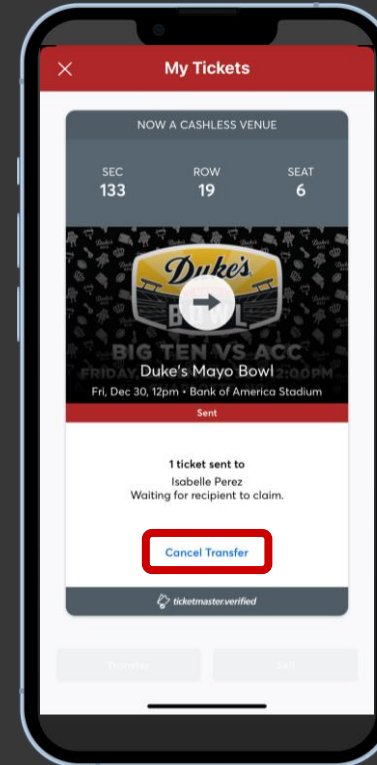 My Tickets
NOW A CASHLESS VENUE
SEC ROW SEAT
133 19 6
Duke's
BOWL
BIG TEN VS ACC
FRIDAY, 2:00PM
Duke's Mayo Bowl
Fri, Dec 30, 12pm • Bank of America Stadium
Sent
1 ticket sent to
Isabelle Perez
Waiting for recipient to claim.
Cancel Transfer
ticketmaster.verified
Transfer Sell